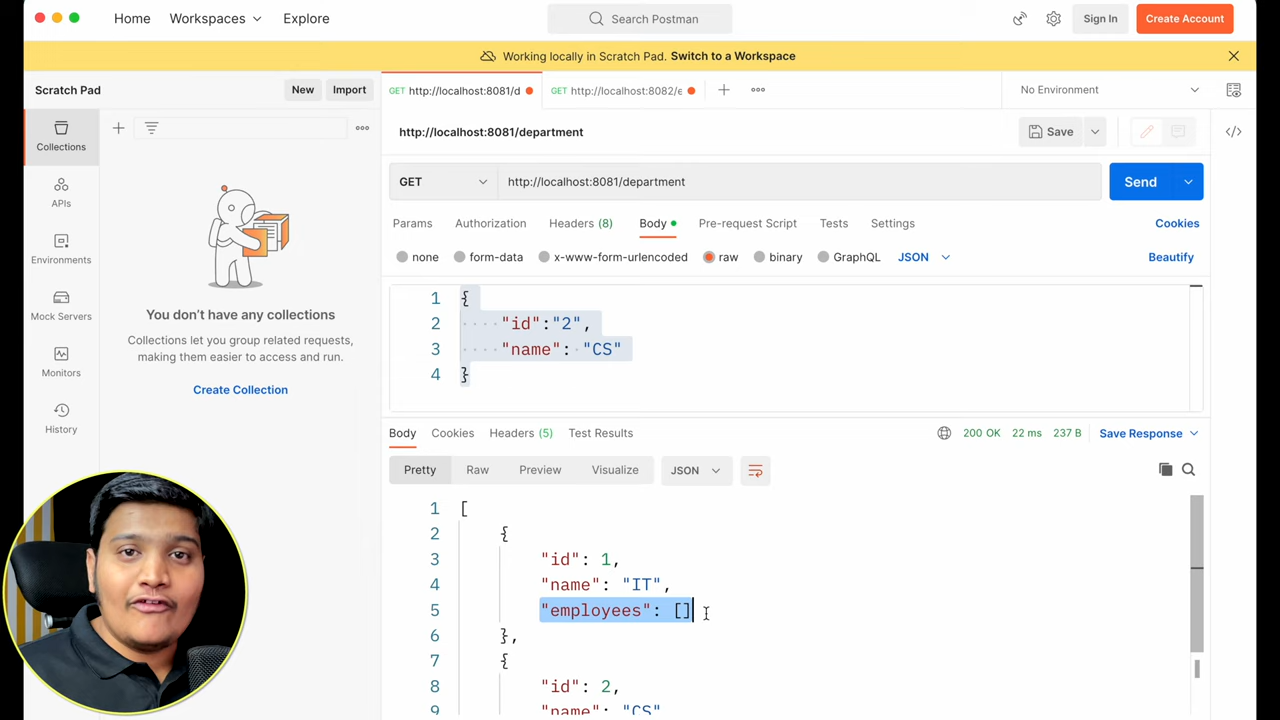 Home Workspaces Explore Search Postman Sign In Create Account
Working locally in Scratch Pad. Switch to a Workspace
Scratch Pad New Import GET http://localhost:8081/d GET http://localhost:8082/e No Environment
Collections
http://localhost:8081/department Save
GET http://localhost:8081/department Send
APIs
Params Authorization Headers (8) Body Pre-request Script Tests Settings Cookies
Environments
none form-data x-www-form-urlencoded raw binary GraphQL JSON Beautify
Mock Servers
You don't have any collections
Collections let you group related requests,
making them easier to access and run.
Create Collection
Monitors
History
1 {
2 "id":"2",
3 "name": "CS"
4 }
Body Cookies Headers (5) Test Results 200 OK 22 ms 237 B Save Response
Pretty Raw Preview Visualize JSON
1 [
2 {
3 "id": 1,
4 "name": "IT",
5 "employees": []
6 },
7 {
8 "id": 2,
9 "name": "CS"